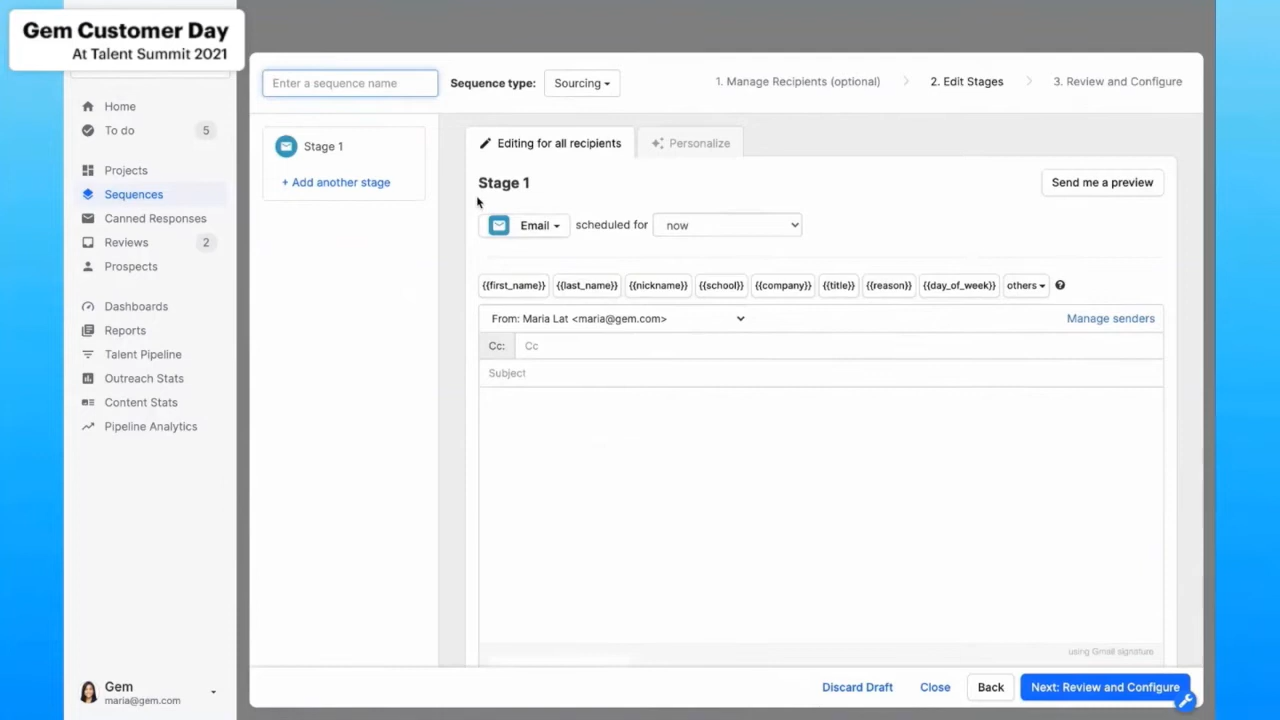 Gem Customer Day
At Talent Summit 2021
Home
To do 5
Projects
Sequences
Canned Responses
Reviews 2
Prospects
Dashboards
Reports
Talent Pipeline
Outreach Stats
Content Stats
Pipeline Analytics
Gem
maria@gem.com
Enter a sequence name Sequence type: Sourcing 1. Manage Recipients (optional) 2. Edit Stages 3. Review and Configure
Stage 1
+ Add another stage
Editing for all recipients Personalize
Stage 1 Send me a preview
Email scheduled for now
{{first_name}} {{last_name}} {{nickname}} {{school}} {{company}} {{title}} {{reason}} {{day_of_week}} others ?
From: Maria Lat <maria@gem.com> Manage senders
Cc: Cc
Subject
using Gmail signature
Discard Draft Close Back Next: Review and Configure